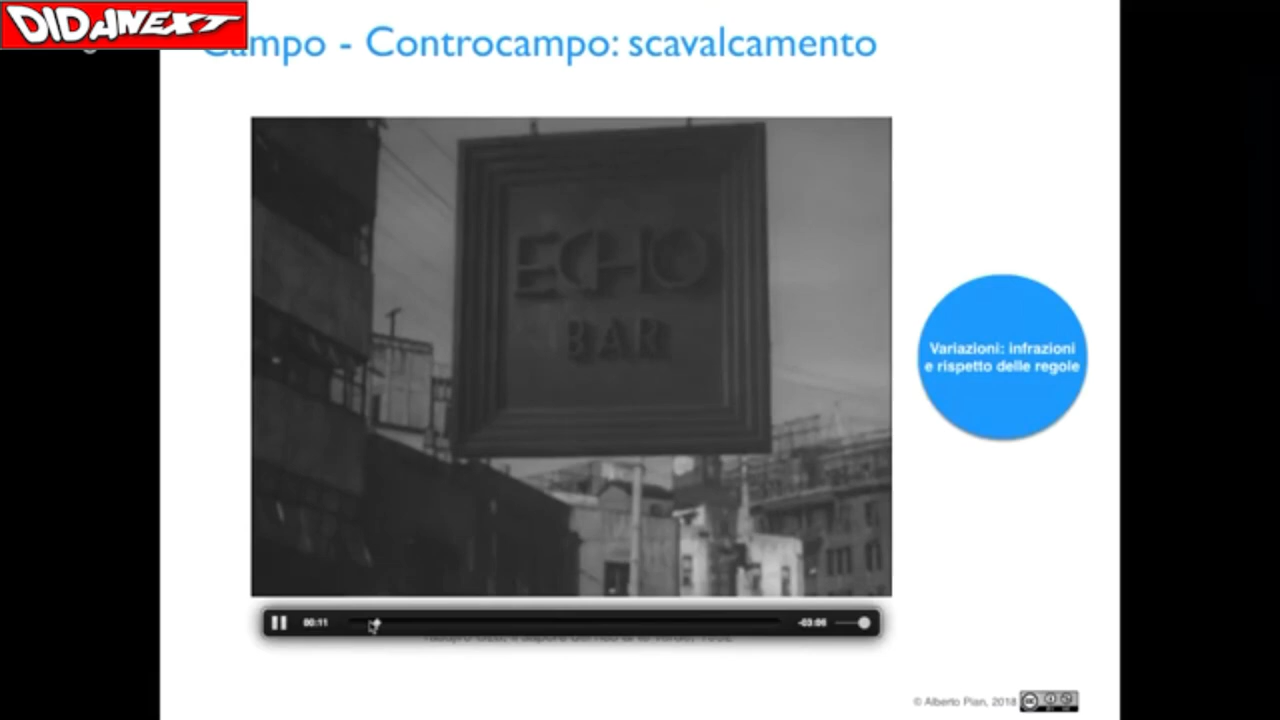 DIDANEXT
Campo - Controcampo: scavalcamento
ECHO
BAR
Variazioni: infrazioni
e rispetto delle regole
00:11
-03:06
© Alberto Pian, 2018